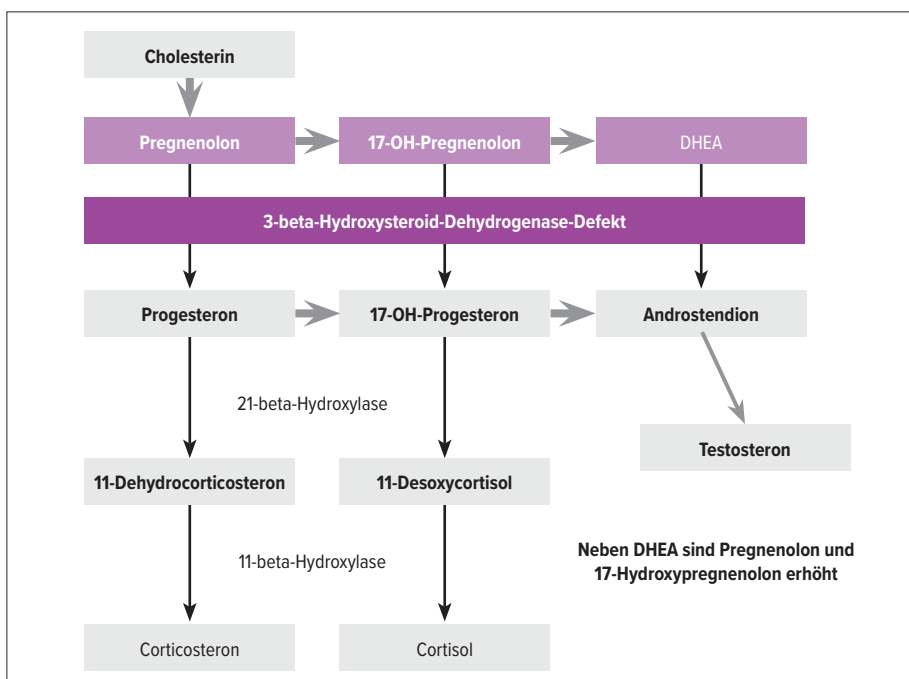 Cholesterin
Pregnenolon
17-OH-Pregnenolon
DHEA
3-beta-Hydroxysteroid-Dehydrogenase-Defekt
Progesteron
17-OH-Progesteron
Androstendion
21-beta-Hydroxylase
Testosteron
11-Dehydrocorticosteron
11-Desoxycortisol
Neben DHEA sind Pregnenolon und
17-Hydroxypregnenolon erhöht
11-beta-Hydroxylase
Corticosteron
Cortisol